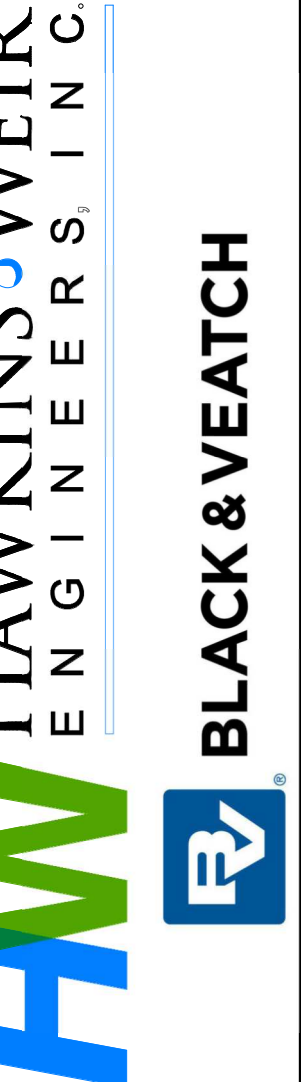 HW
HAWKINS & WEIR
ENGINEERS, INC.
BV®
BLACK & VEATCH